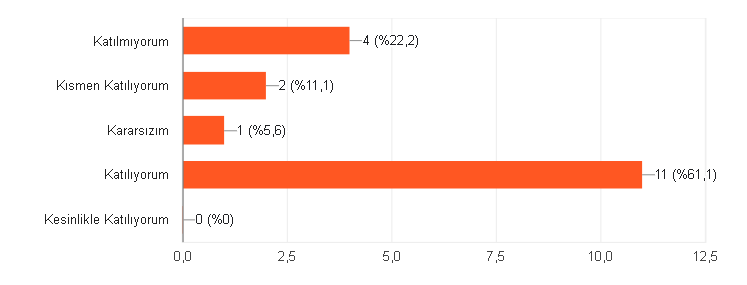 Katılmıyorum
4 (%22,2)
Kısmen Katılıyorum
2 (%11,1)
Kararsızım
1 (%5,6)
Katılıyorum
11 (%61,1)
Kesinlikle Katılıyorum
0 (%0)
0,0 2,5 5,0 7,5 10,0 12,5